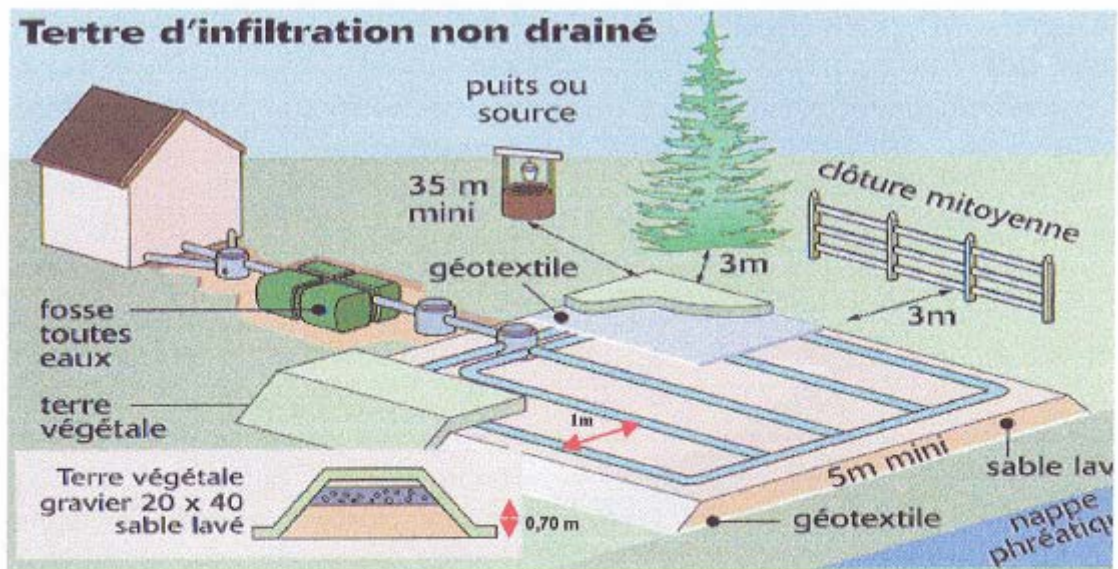 Tertre d'infiltration non drainé
puits ou
source
35 m
mini
clôture mitoyenne
géotextile
3m
3m
fosse
toutes
eaux
terre
végétale
1m
5m mini
sable lav
Terre végétale
gravier 20 x 40
sable lavé
0,70 m
géotextile
nappe
phréatiqu